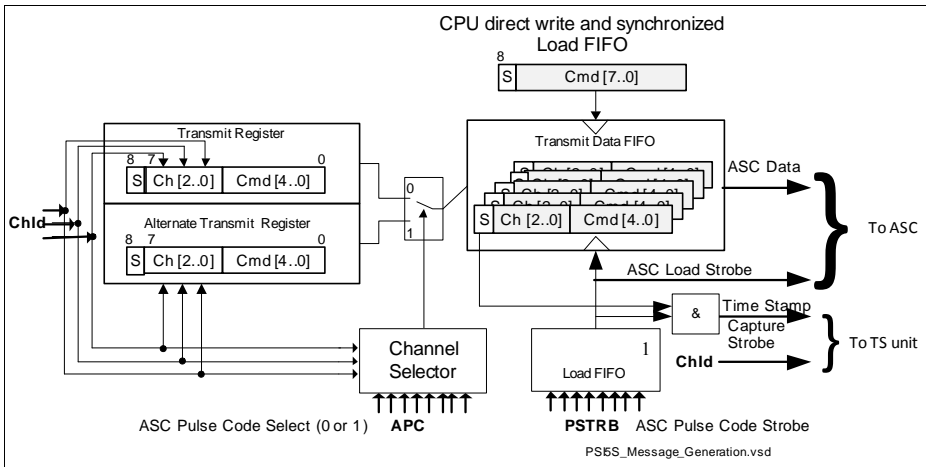 CPU direct write and synchronized
Load FIFO
8
S Cmd [7..0]
Transmit Register
8 7 0
S Ch [2..0] Cmd [4..0]
Alternate Transmit Register
8 7 0
S Ch [2..0] Cmd [4..0]
ChId
0
1
Transmit Data FIFO
S Ch [2..0] Cmd [4..0]
ASC Data
To ASC
ASC Load Strobe
&
Time Stamp
Capture
Strobe
To TS unit
ChId
Channel
Selector
1
Load FIFO
ASC Pulse Code Select (0 or 1) APC
PSTRB ASC Pulse Code Strobe
PSI5S_Message_Generation.vsd